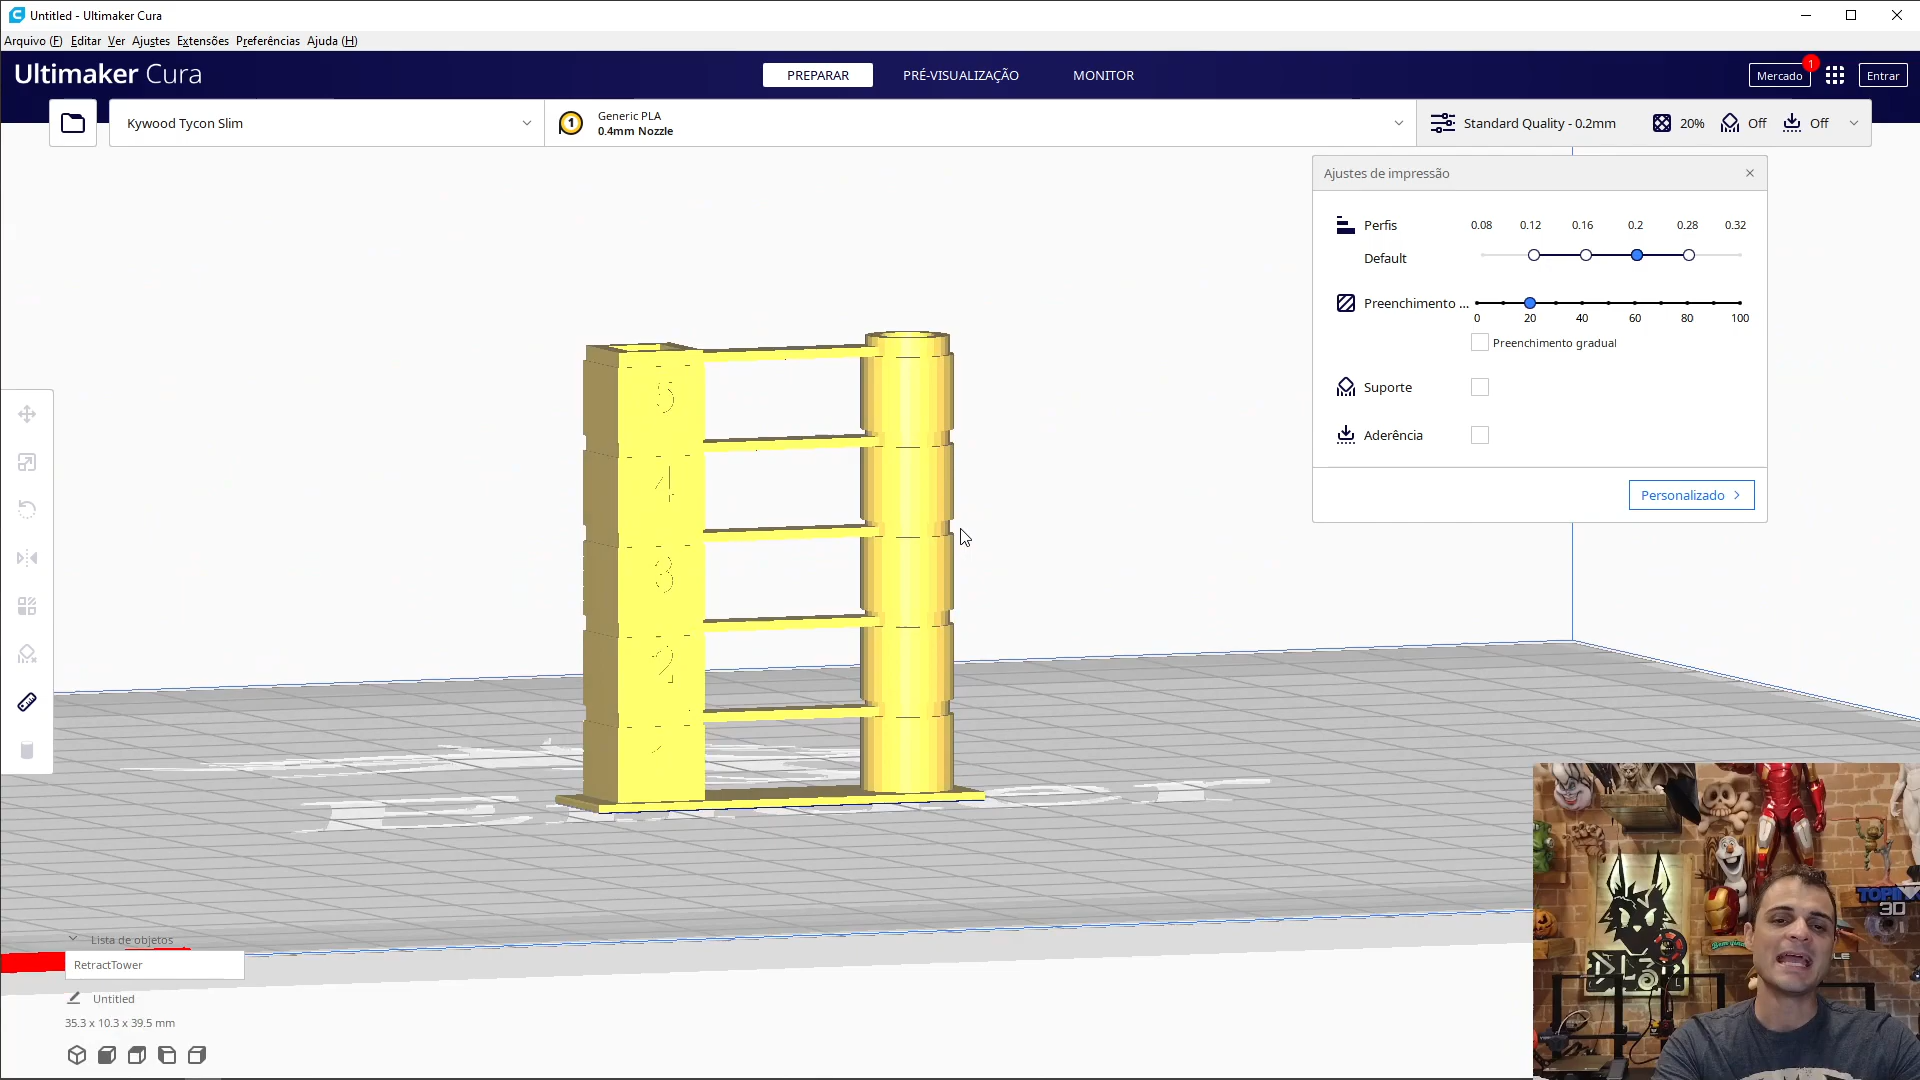 Untitled - Ultimaker Cura
Arquivo (F) Editar Ver Ajustes Extensões Preferências Ajuda (H)
Ultimaker Cura
PREPARAR PRÉ-VISUALIZAÇÃO MONITOR
Mercado 1 Entrar
Kywood Tycon Slim
1 Generic PLA
0.4mm Nozzle
Standard Quality - 0.2mm 20% Off Off
Ajustes de impressão
Perfis 0.08 0.12 0.16 0.2 0.28 0.32
Default
Preenchimento ...
0 20 40 60 80 100
Preenchimento gradual
Suporte
Aderência
Personalizado
5
4
3
2
1
Lista de objetos
RetractTower
Untitled
35.3 x 10.3 x 39.5 mm
3D